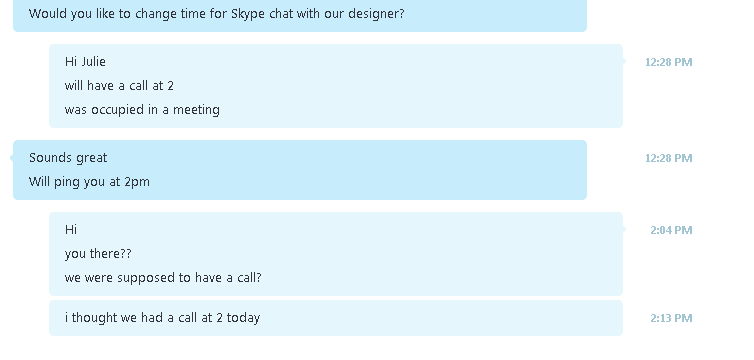 Would you like to change time for Skype chat with our designer?
Hi Julie
12:28 PM
will have a call at 2
was occupied in a meeting
Sounds great
12:28 PM
Will ping you at 2pm
Hi
2:04 PM
you there??
we were supposed to have a call?
i thought we had a call at 2 today
2:13 PM